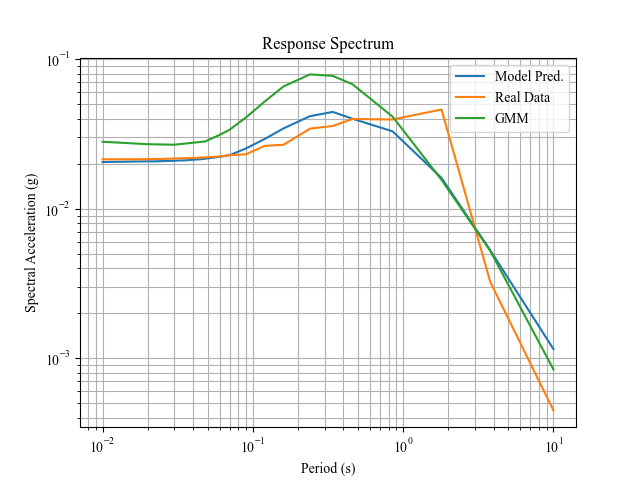 Response Spectrum
Model Pred.
Real Data
GMM
Spectral Acceleration (g)
10⁻¹
10⁻²
10⁻³
10⁻² 10⁻¹ 10⁰ 10¹
Period (s)